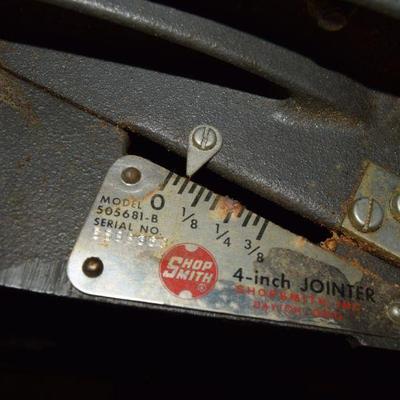 0 1/8 1/4 3/8
MODEL
505681-B
SERIAL NO.
SHOP
SMITH
®
4-inch JOINTER
SHOPSMITH, INC.
DAYTON, OHIO